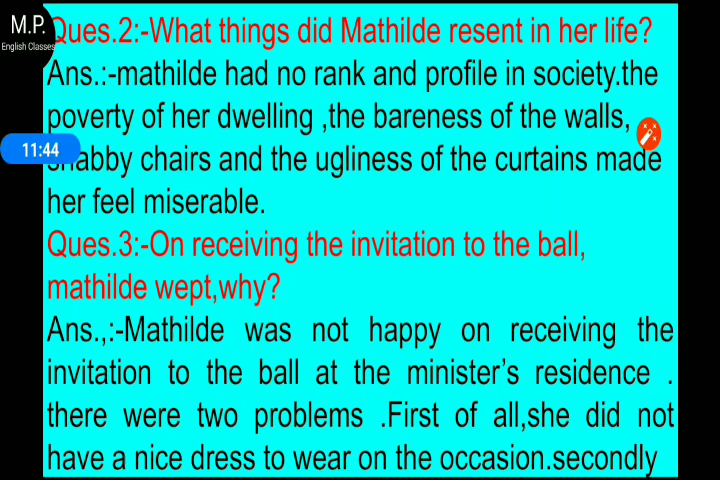 M.P.
English Classes
Ques.2:-What things did Mathilde resent in her life?
Ans.:-mathilde had no rank and profile in society.the
poverty of her dwelling ,the bareness of the walls,
11:44
shabby chairs and the ugliness of the curtains made
her feel miserable.
Ques.3:-On receiving the invitation to the ball,
mathilde wept,why?
Ans.,:-Mathilde was not happy on receiving the
invitation to the ball at the minister’s residence .
there were two problems .First of all,she did not
have a nice dress to wear on the occasion.secondly